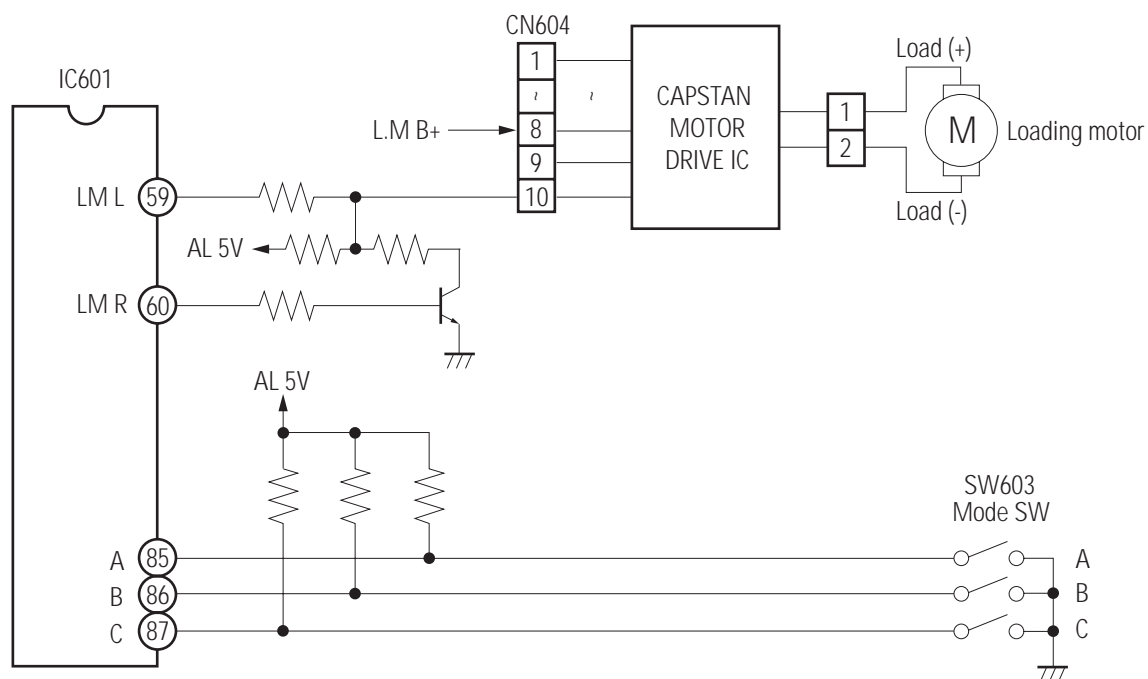 CN604
IC601
1
~
~
8
9
10
L.M B+
CAPSTAN
MOTOR
DRIVE IC
1
2
Load (+)
M
Loading motor
Load (-)
LM L
59
AL 5V
LM R
60
AL 5V
SW603
Mode SW
A
85
A
B
86
B
C
87
C